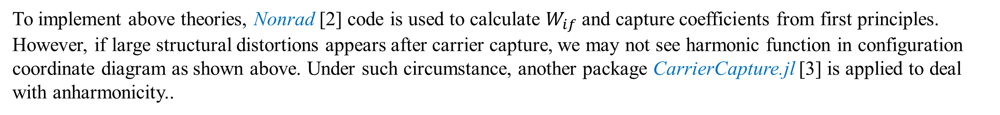 To implement above theories, Nonrad [2] code is used to calculate W_{if} and capture coefficients from first principles.
However, if large structural distortions appears after carrier capture, we may not see harmonic function in configuration
coordinate diagram as shown above. Under such circumstance, another package CarrierCapture.jl [3] is applied to deal
with anharmonicity..